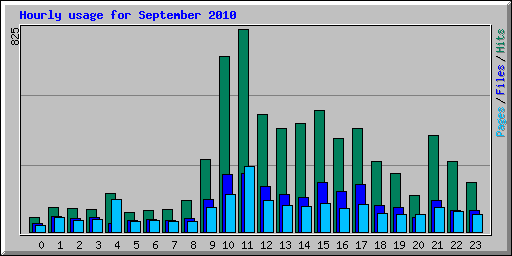 Hourly usage for September 2010
825
Pages/Files/Hits
0 1 2 3 4 5 6 7 8 9 10 11 12 13 14 15 16 17 18 19 20 21 22 23